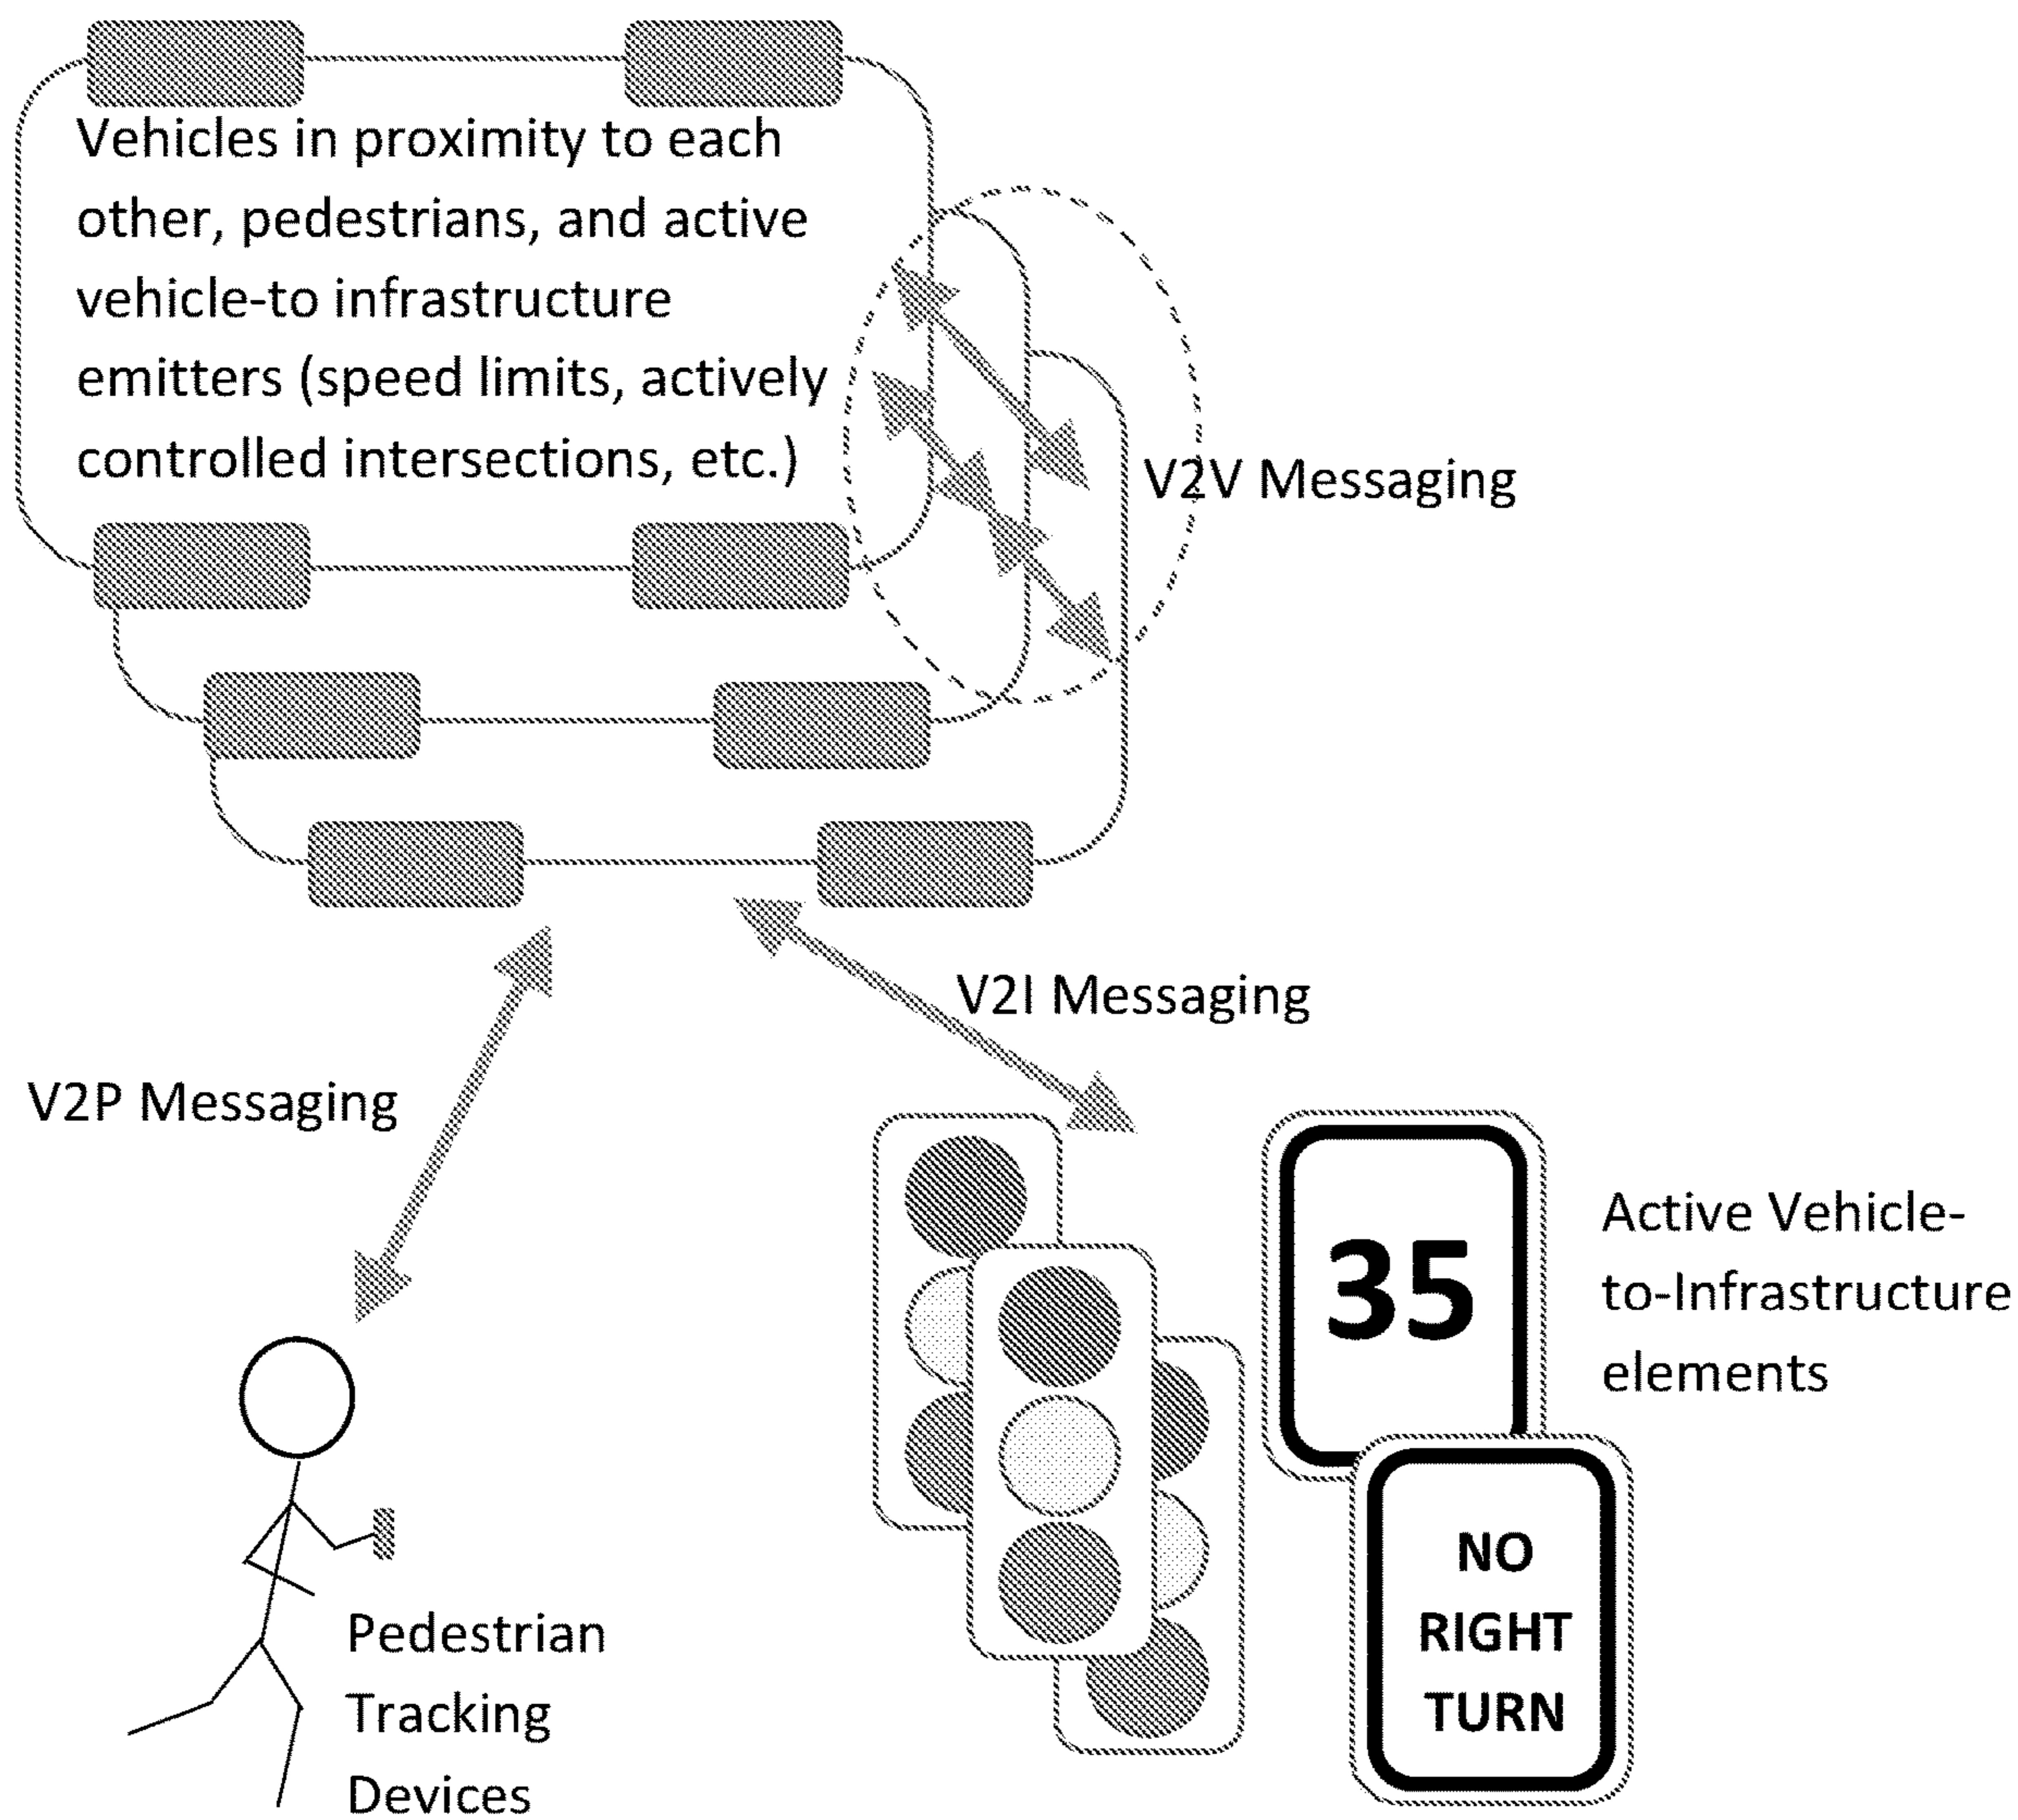 Vehicles in proximity to each
other, pedestrians, and active
vehicle-to infrastructure
emitters (speed limits, actively
controlled intersections, etc.)
V2V Messaging
V2I Messaging
V2P Messaging
35
Active Vehicle-
to-Infrastructure
elements
NO
RIGHT
TURN
Pedestrian
Tracking
Devices